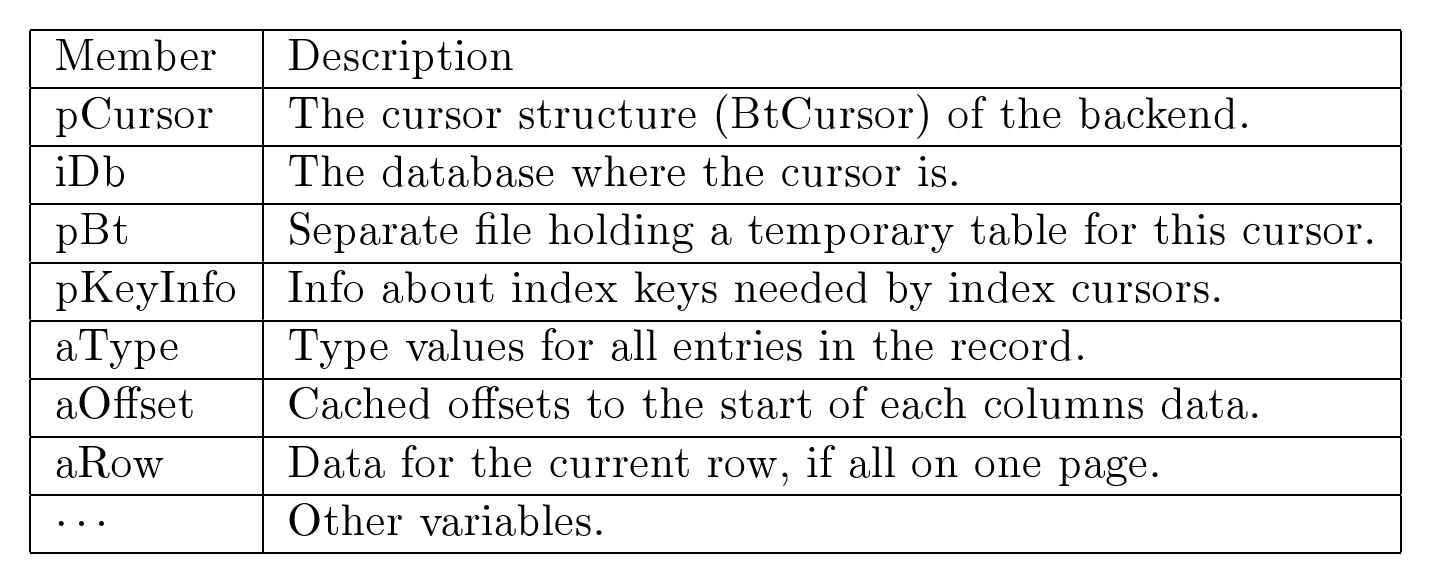 Member Description
pCursor The cursor structure (BtCursor) of the backend.
iDb The database where the cursor is.
pBt Separate file holding a temporary table for this cursor.
pKeyInfo Info about index keys needed by index cursors.
aType Type values for all entries in the record.
aOffset Cached offsets to the start of each columns data.
aRow Data for the current row, if all on one page.
··· Other variables.